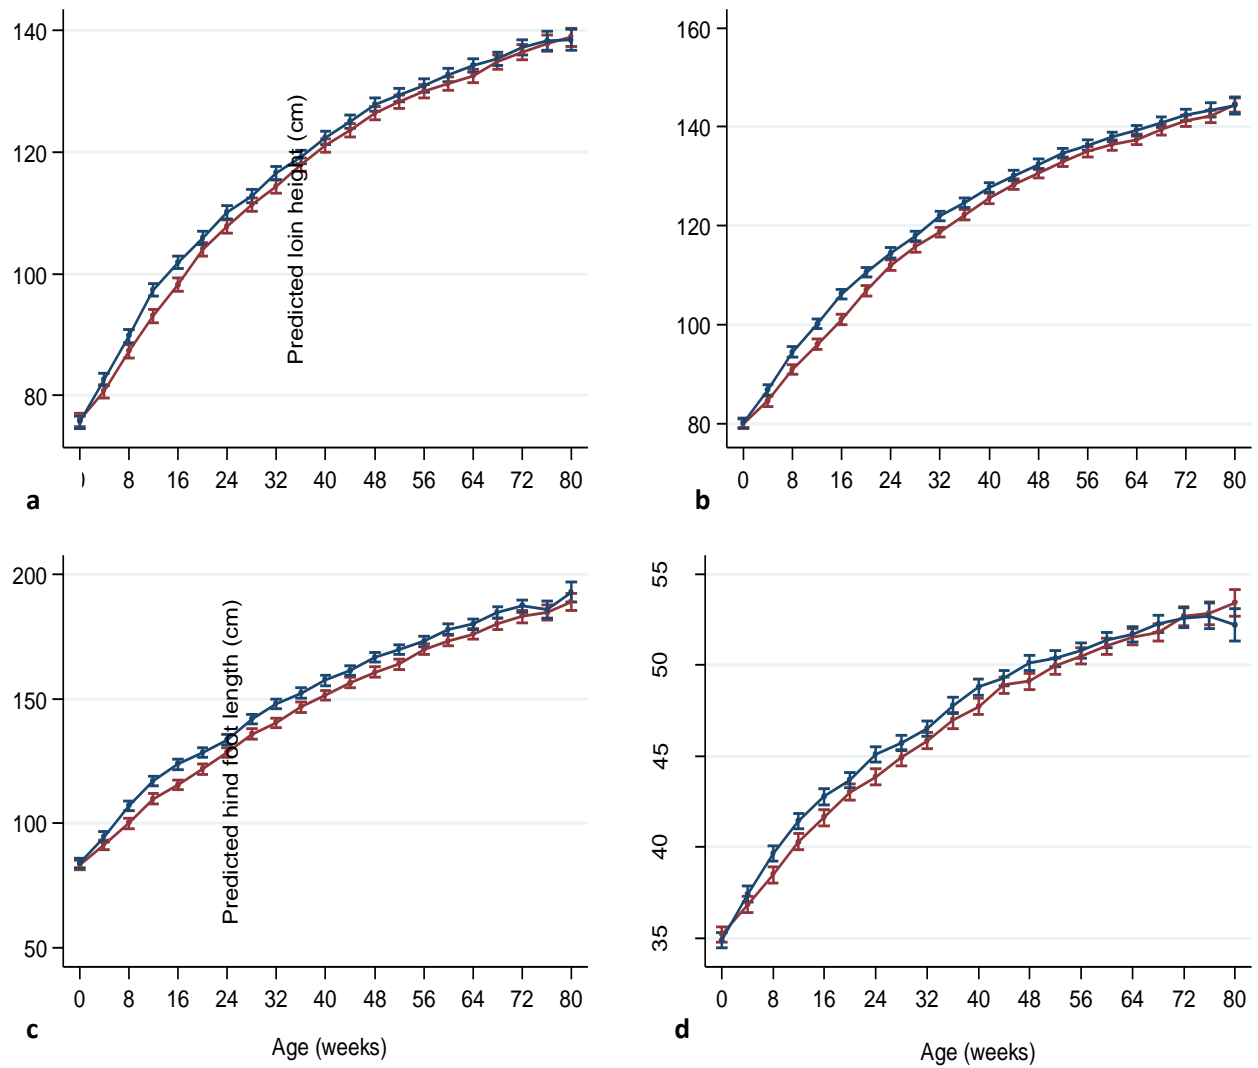 140
120
100
80
Predicted loin height (cm)
) 8 16 24 32 40 48 56 64 72 80
a
160
140
120
100
80
0 8 16 24 32 40 48 56 64 72 80
b
200
150
100
50
Predicted hind foot length (cm)
0 8 16 24 32 40 48 56 64 72 80
c
Age (weeks)
55
50
45
40
35
0 8 16 24 32 40 48 56 64 72 80
d
Age (weeks)